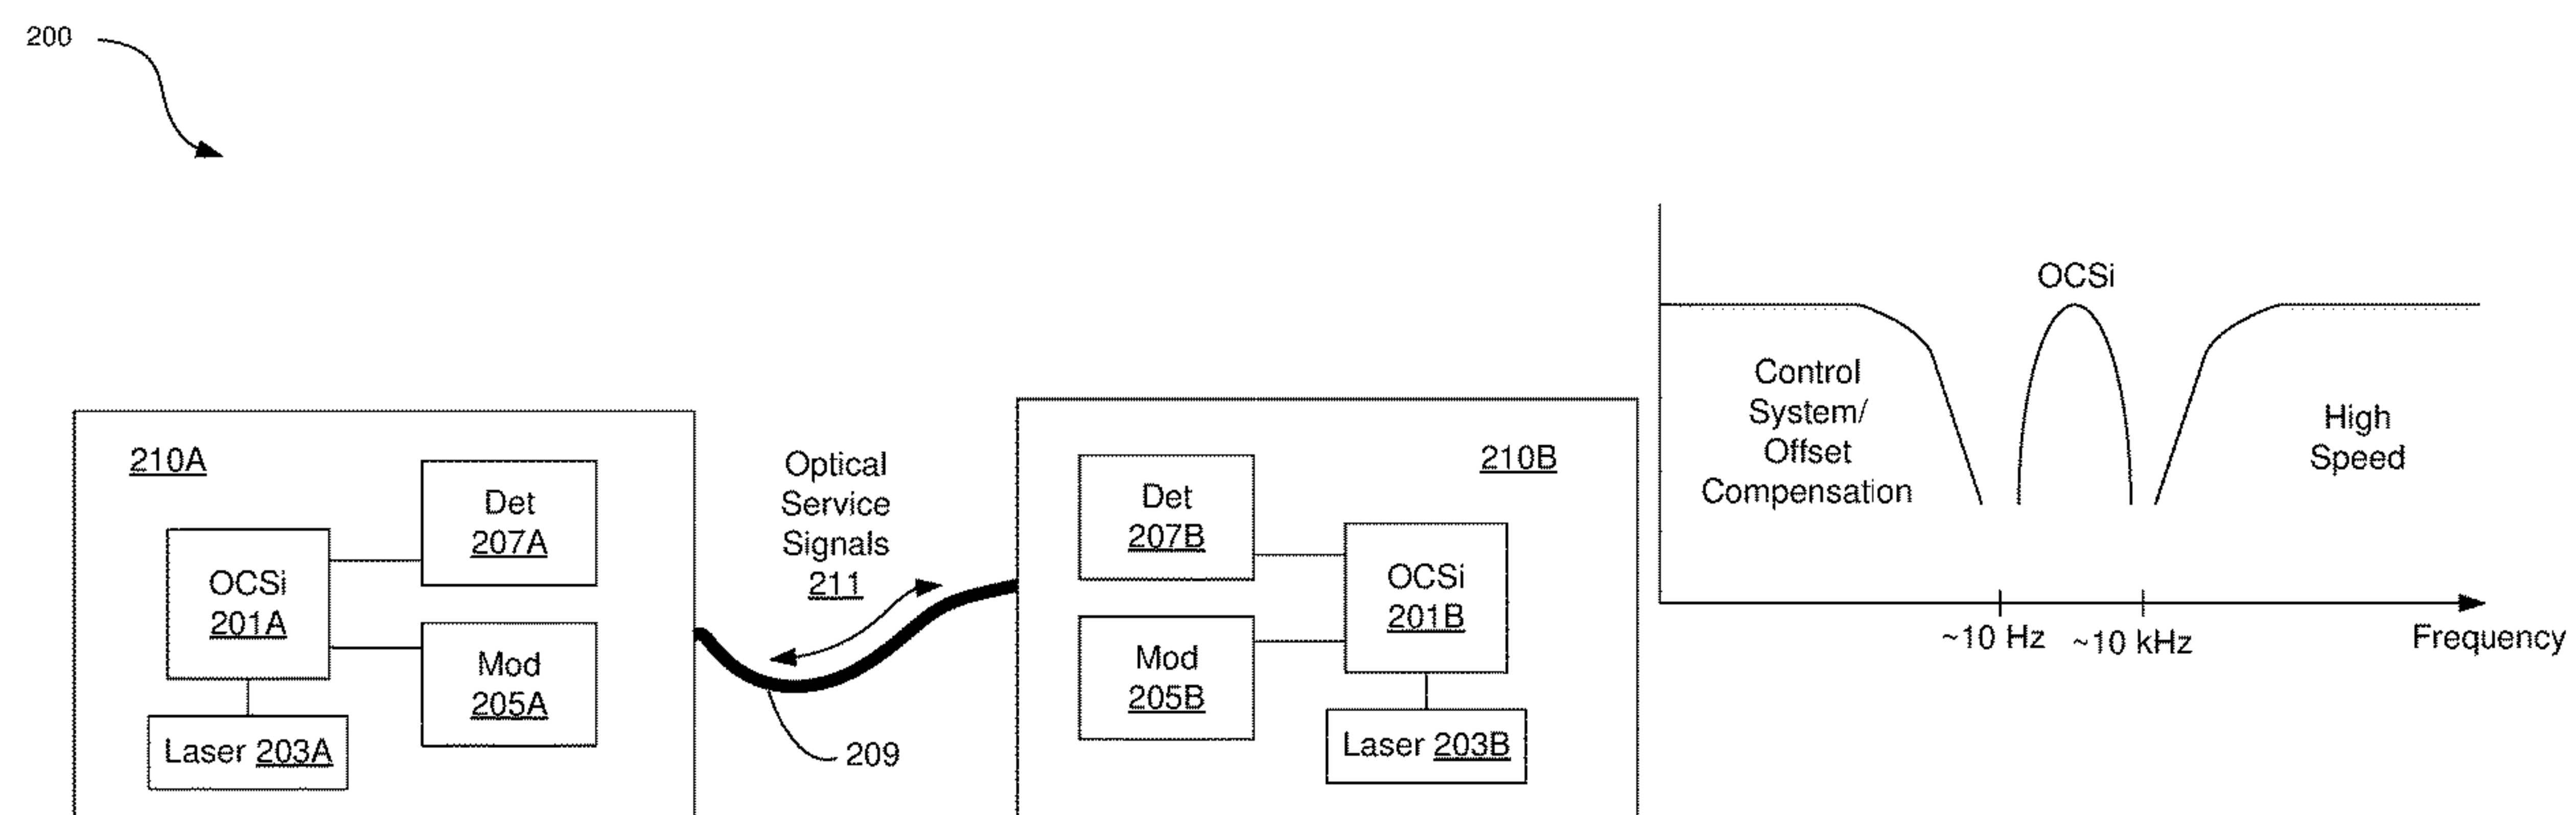 200
210A
Det
207A
OCSi
201A
Mod
205A
Laser 203A
Optical
Service
Signals
211
209
210B
Det
207B
OCSi
201B
Mod
205B
Laser 203B
OCSi
Control
System/
Offset
Compensation
High
Speed
~10 Hz
~10 kHz
Frequency